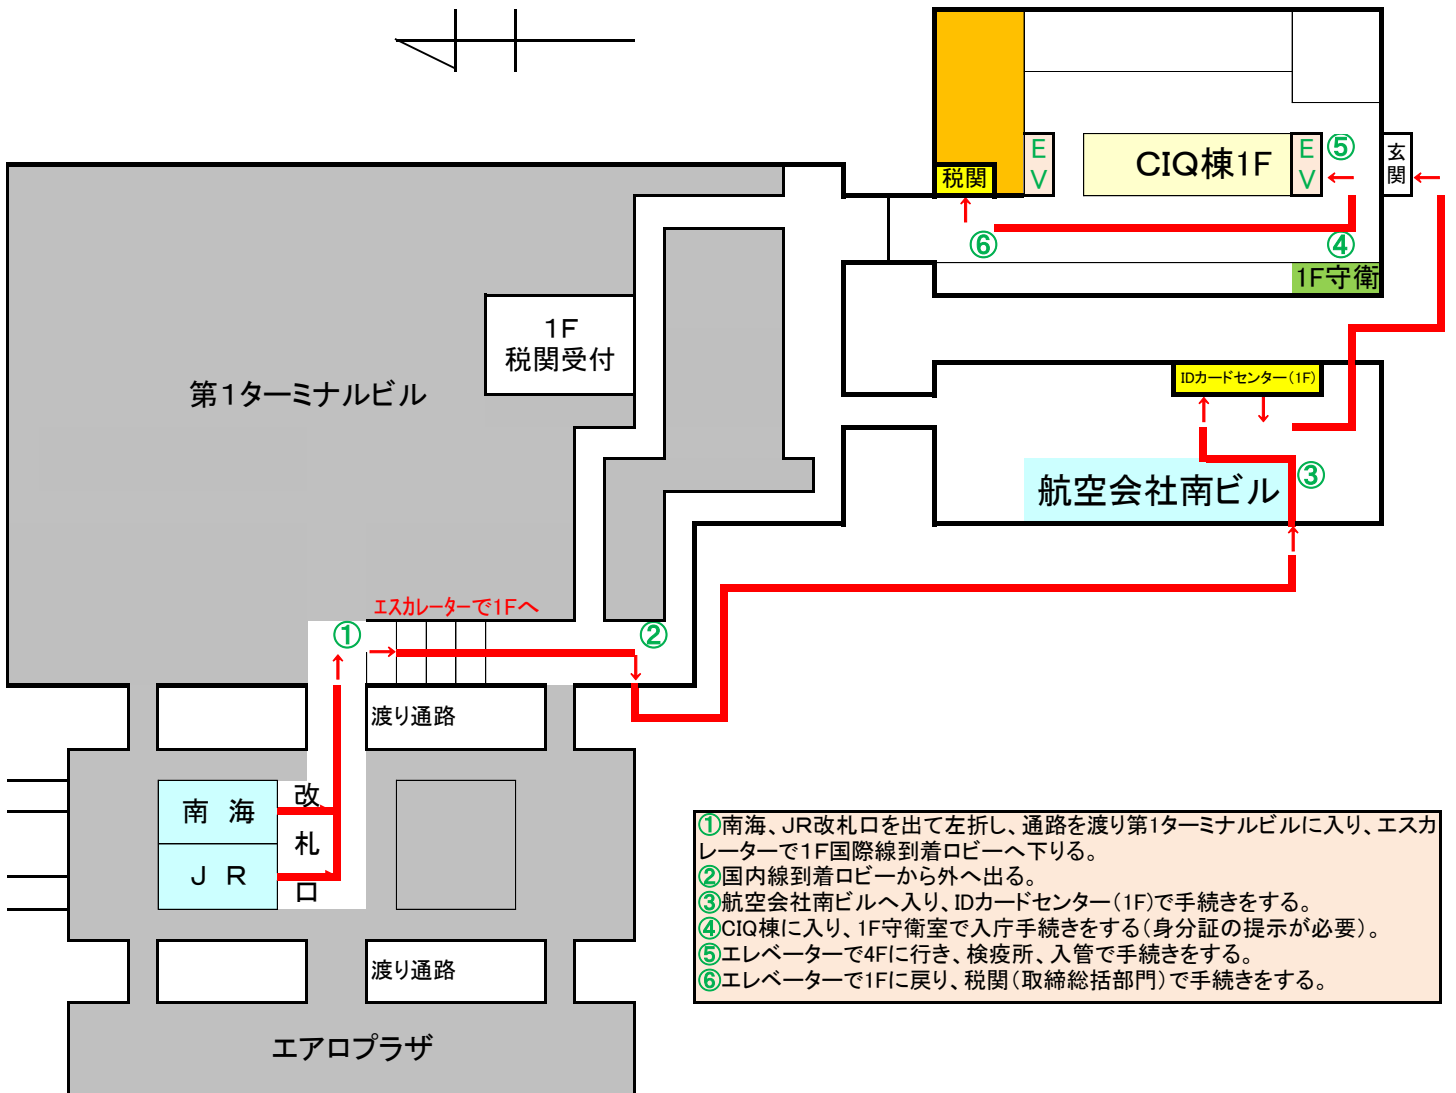 E
V
CIQ棟1F
E
V
⑤
玄
関
税関
⑥
④
1F守衛
1F
税関受付
第1ターミナルビル
IDカードセンター(1F)
航空会社南ビル
③
エスカレーターで1Fへ
①
②
渡り通路
南 海
JR
改
札
口
渡り通路
エアロプラザ
①南海、JR改札口を出て左折し、通路を渡り第1ターミナルビルに入り、エスカ
レーターで1F国際線到着ロビーへ下りる。
②国内線到着ロビーから外へ出る。
③航空会社南ビルへ入り、IDカードセンター(1F)で手続きをする。
④CIQ棟に入り、1F守衛室で入庁手続きをする(身分証の提示が必要)。
⑤エレベーターで4Fに行き、検疫所、入管で手続きをする。
⑥エレベーターで1Fに戻り、税関(取締総括部門)で手続きをする。